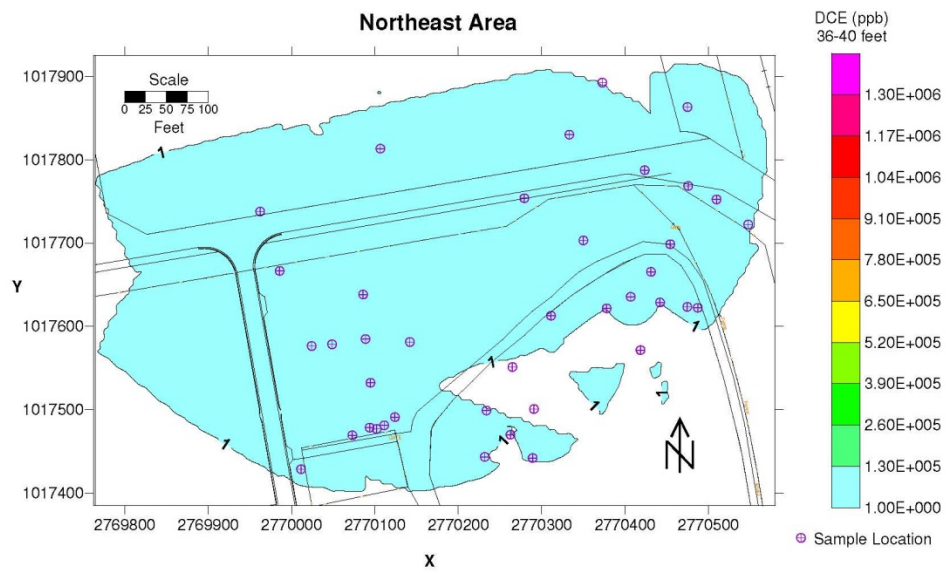 Northeast Area
DCE (ppb)
36-40 feet
Scale
0 25 50 75 100
Feet
1017900
1017800
1017700
1017600
1017500
1017400
Y
2769800 2769900 2770000 2770100 2770200 2770300 2770400 2770500
X
1
1
1
1
1
1
1
N
1.30E+006
1.17E+006
1.04E+006
9.10E+005
7.80E+005
6.50E+005
5.20E+005
3.90E+005
2.60E+005
1.30E+005
1.00E+000
Sample Location